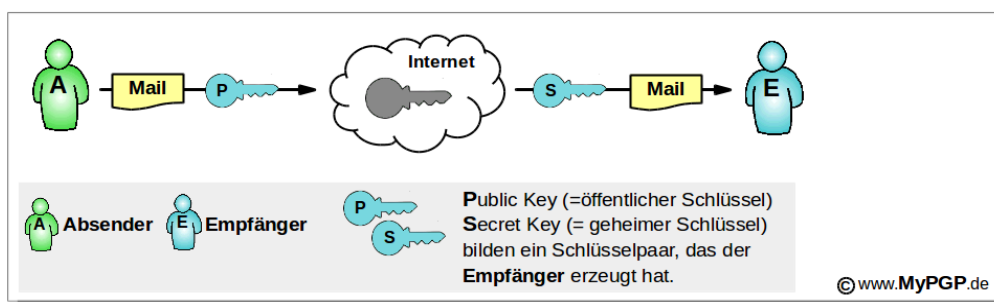 Internet
A
Mail
P
S
Mail
E
A Absender
E Empfänger
P
S
Public Key (=öffentlicher Schlüssel)
Secret Key (= geheimer Schlüssel)
bilden ein Schlüsselpaar, das der
Empfänger erzeugt hat.
© www.MyPGP.de